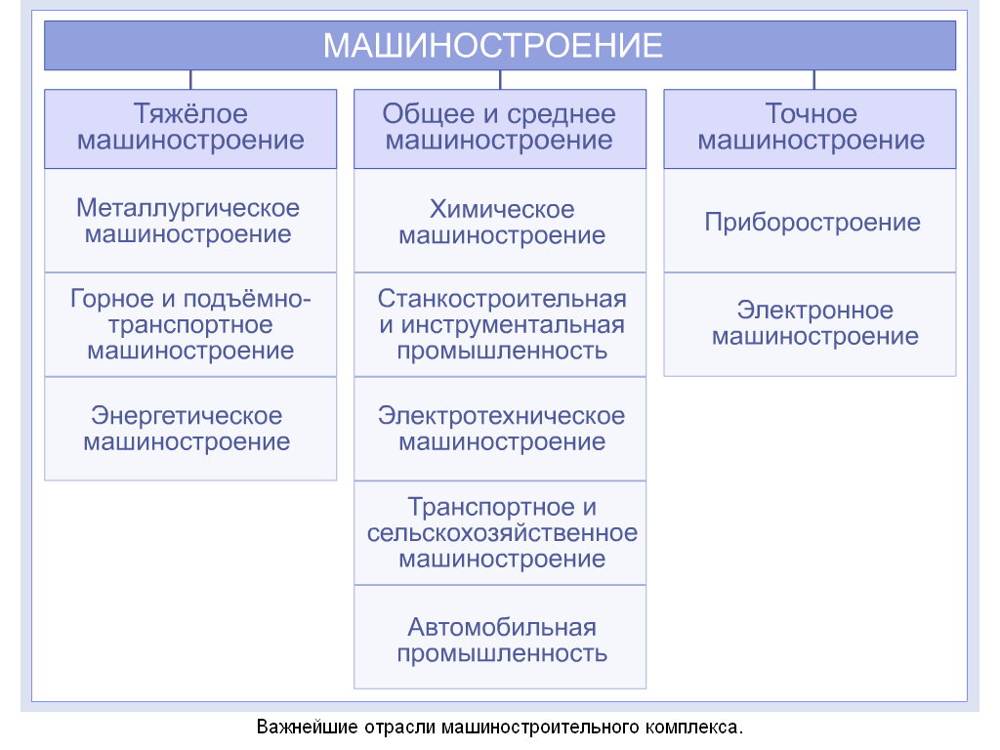 МАШИНОСТРОЕНИЕ
Тяжёлое
машиностроение
Металлургическое
машиностроение
Горное и подъёмно-
транспортное
машиностроение
Энергетическое
машиностроение
Общее и среднее
машиностроение
Химическое
машиностроение
Станкостроительная
и инструментальная
промышленность
Электротехническое
машиностроение
Транспортное и
сельскохозяйственное
машиностроение
Автомобильная
промышленность
Точное
машиностроение
Приборостроение
Электронное
машиностроение
Важнейшие отрасли машиностроительного комплекса.